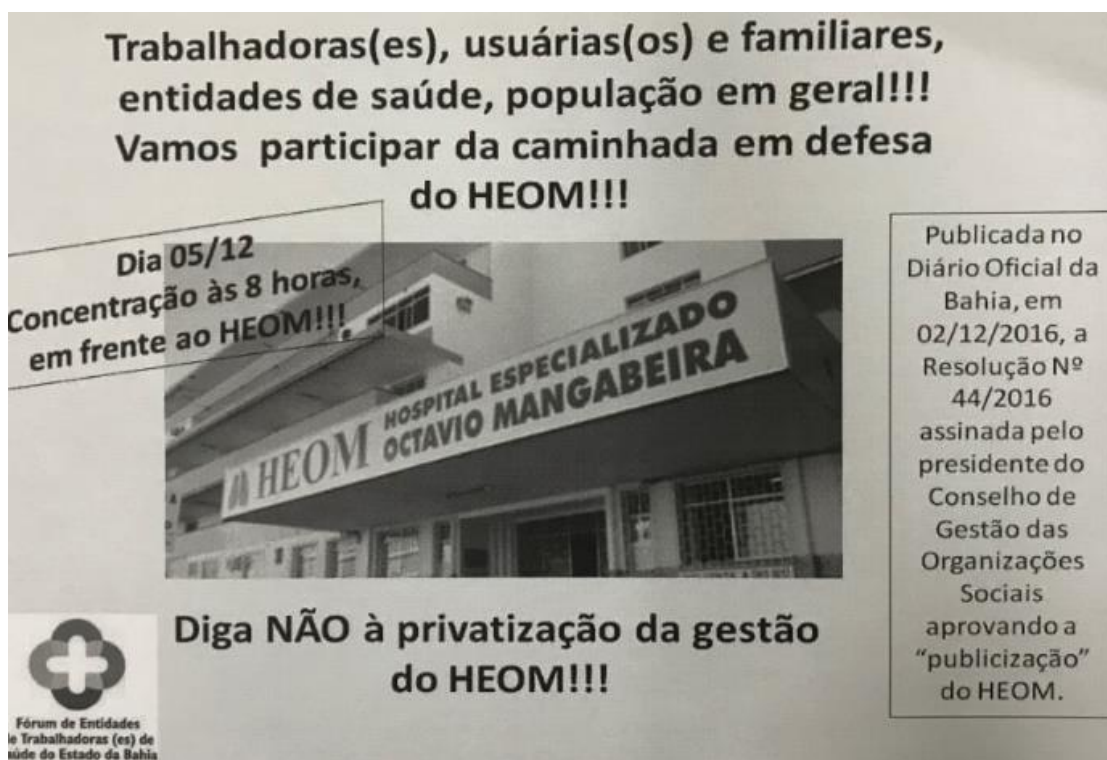 Trabalhadoras(es), usuárias(os) e familiares,
entidades de saúde, população em geral!!!
Vamos participar da caminhada em defesa
do HEOM!!!
Dia 05/12
Concentração às 8 horas,
em frente ao HEOM!!!
HEOM HOSPITAL ESPECIALIZADO
OCTAVIO MANGABEIRA
Publicada no
Diário Oficial da
Bahia, em
02/12/2016, a
Resolução Nº
44/2016
assinada pelo
presidente do
Conselho de
Gestão das
Organizações
Sociais
aprovando a
“publicização”
do HEOM.
Diga NÃO à privatização da gestão
do HEOM!!!
Fórum de Entidades
e Trabalhadoras (es) de
aúde do Estado da Bahia